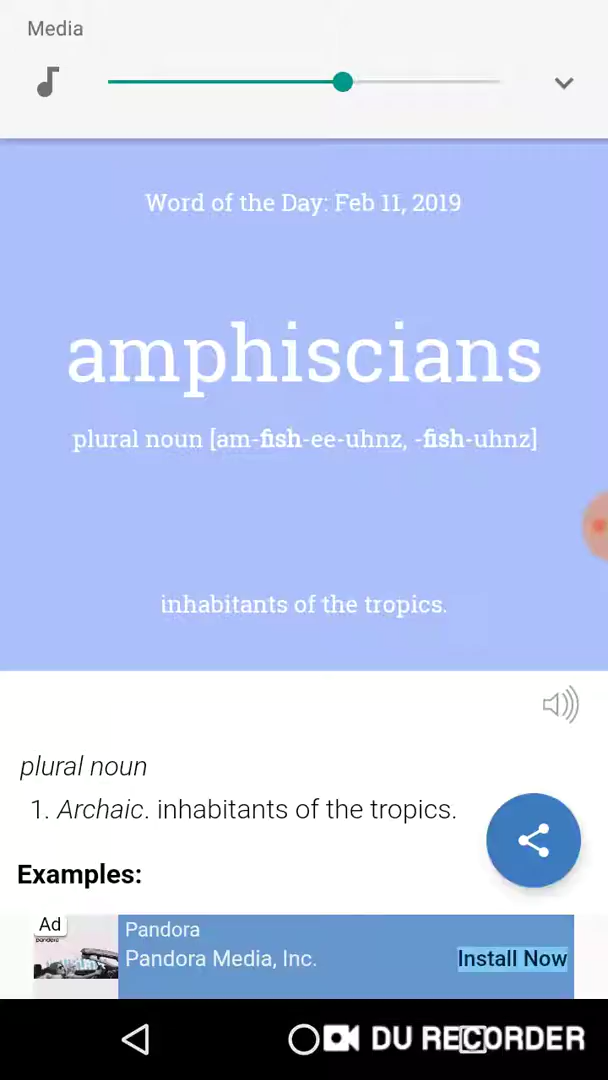 Media
Word of the Day: Feb 11, 2019
amphiscians
plural noun [am-fish-ee-uhnz, -fish-uhnz]
inhabitants of the tropics.
plural noun
1. Archaic. inhabitants of the tropics.
Examples:
Ad
Pandora
Pandora Media, Inc.
Install Now
DU RECORDER